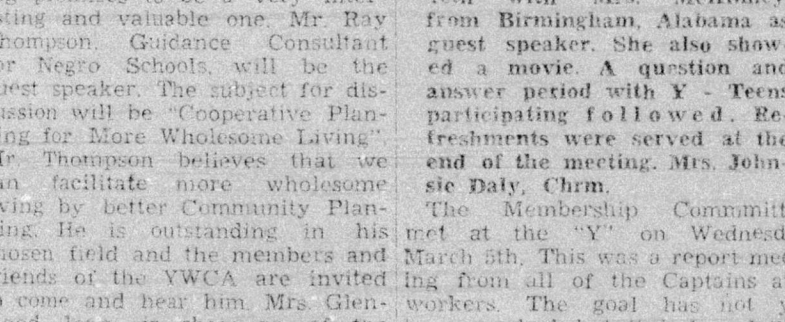 sting and valuable one. Mr. Ray
hompson, Guidance Consultant
or Negro Schools, will be the
uest speaker. The subject for dis-
ussion will be "Cooperative Plan-
ing for More Wholesome Living".
Mr. Thompson believes that we
an facilitate more wholesome
ving by better Community Plan-
ing. He is outstanding in his
hosen field and the members and
riends of the YWCA are invited
o come and hear him. Mrs. Glen-
from Birmingham, Alabama as
guest speaker. She also show-
ed a movie. A question and
answer period with Y - Teens
participating followed. Re-
freshments were served at the
end of the meeting. Mrs. John-
sie Daly, Chrm.
The Membership Committ
met at the "Y" on Wednesd
March 5th. This was a report mee
ing from all of the Captains a
workers. The goal has not y